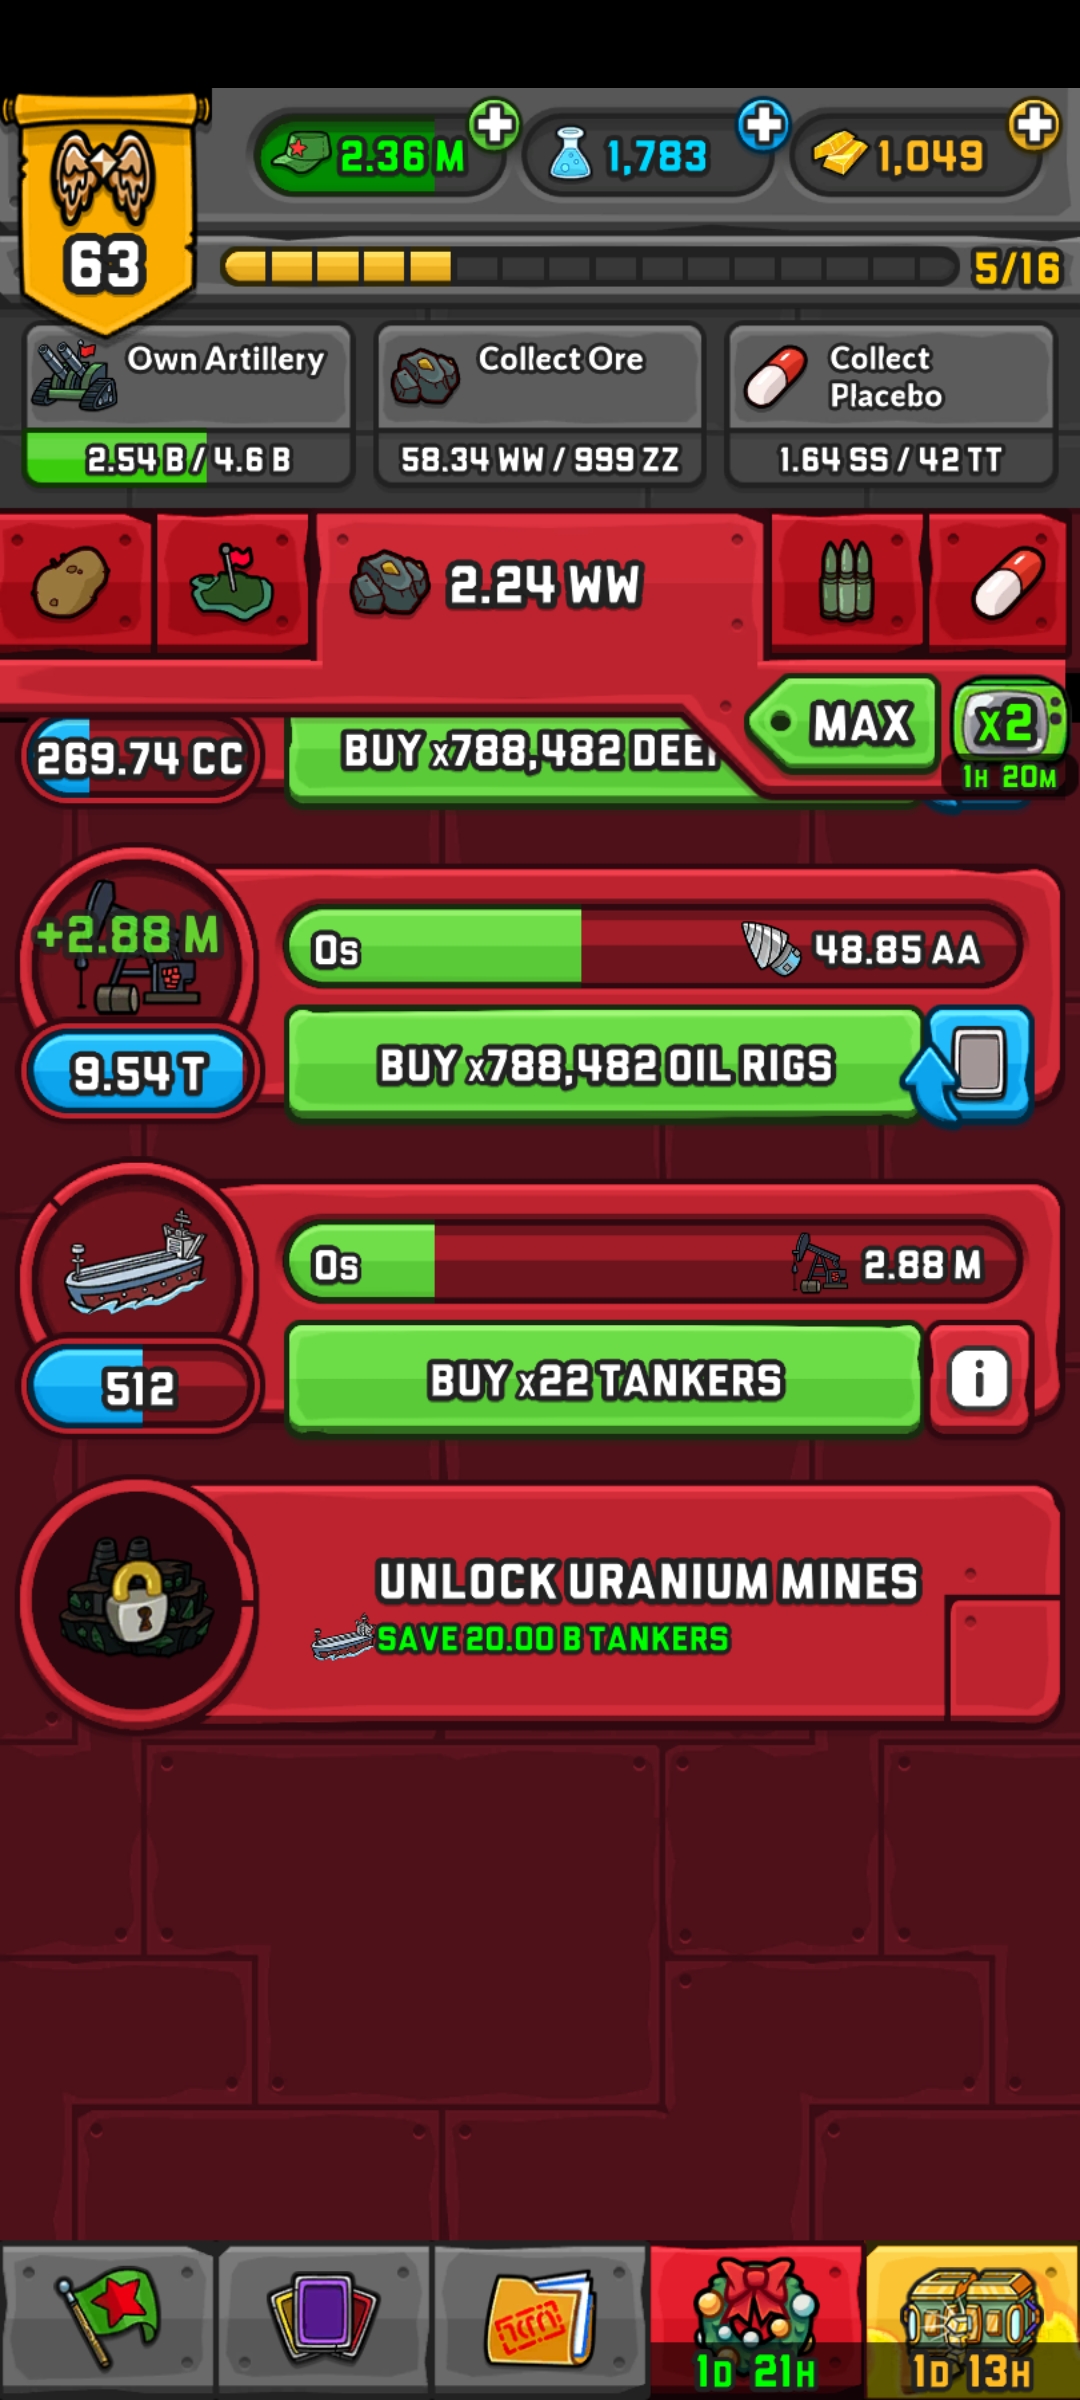 2.36 M
1,783
1,049
63
5/16
Own Artillery
2.54 B / 4.6 B
Collect Ore
58.34 WW / 999 ZZ
Collect
Placebo
1.64 SS / 42 TT
2.24 WW
MAX
x2
1H 20M
269.74 CC
BUY x788,482
+2.88 M
0s
48.85 AA
9.54 T
BUY x788,482 OIL RIGS
0s
2.88 M
512
BUY x22 TANKERS
i
UNLOCK URANIUM MINES
SAVE 20.00 B TANKERS
1D 21H
1D 13H